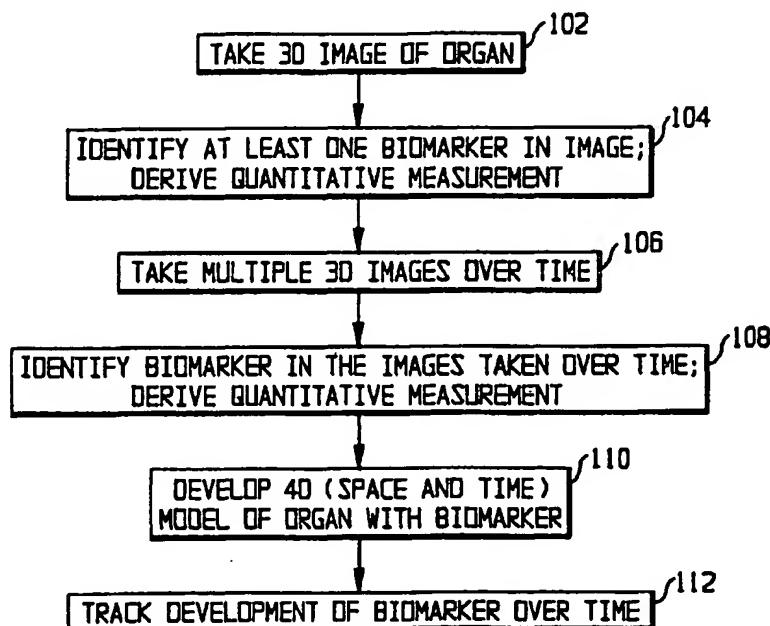 102
TAKE 3D IMAGE OF ORGAN
104
IDENTIFY AT LEAST ONE BIOMARKER IN IMAGE;
DERIVE QUANTITATIVE MEASUREMENT
106
TAKE MULTIPLE 3D IMAGES OVER TIME
108
IDENTIFY BIOMARKER IN THE IMAGES TAKEN OVER TIME;
DERIVE QUANTITATIVE MEASUREMENT
110
DEVELOP 4D (SPACE AND TIME)
MODEL OF ORGAN WITH BIOMARKER
112
TRACK DEVELOPMENT OF BIOMARKER OVER TIME